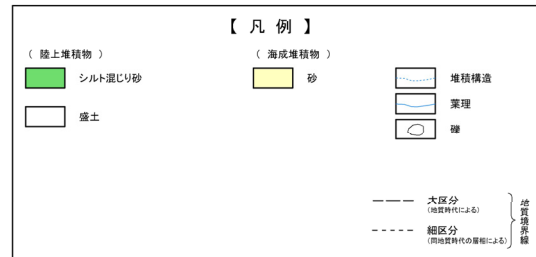 【 凡 例 】
（ 陸上堆積物 ）
シルト混じり砂
盛土
（ 海成堆積物 ）
砂
堆積構造
葉理
礫
大区分
(地質時代による)
細区分
(同地質時代の層相による)
地質境界線